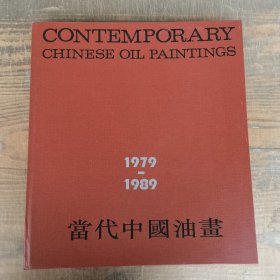 CONTEMPORARY
CHINESE OIL PAINTINGS
1979
–
1989
當代中國油畫